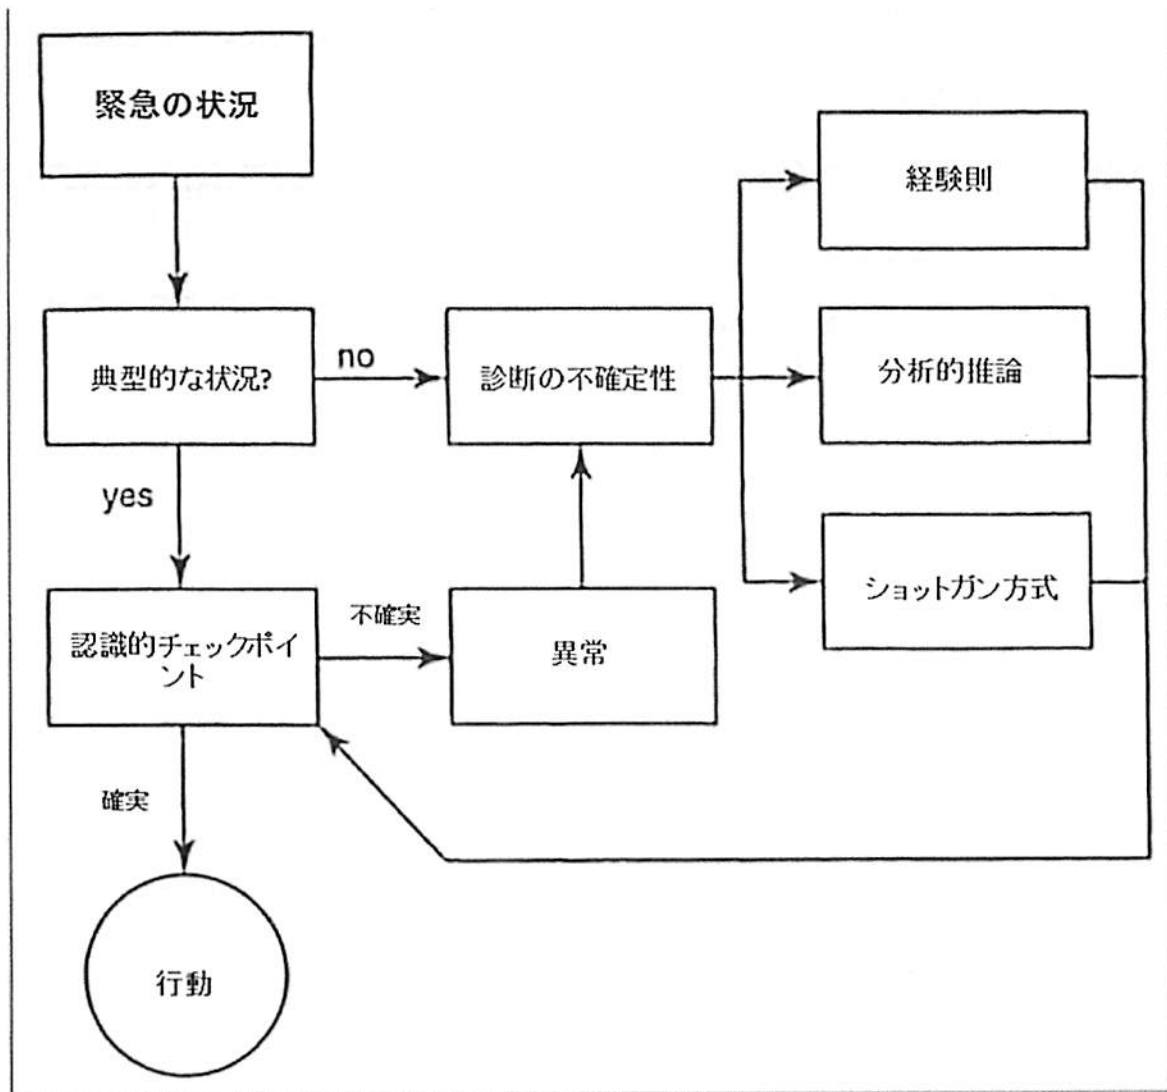 緊急の状況
経験則
典型的な状況?
no
診断の不確定性
分析的推論
yes
ショットガン方式
認識的チェックポイ
ント
不確実
異常
確実
行動